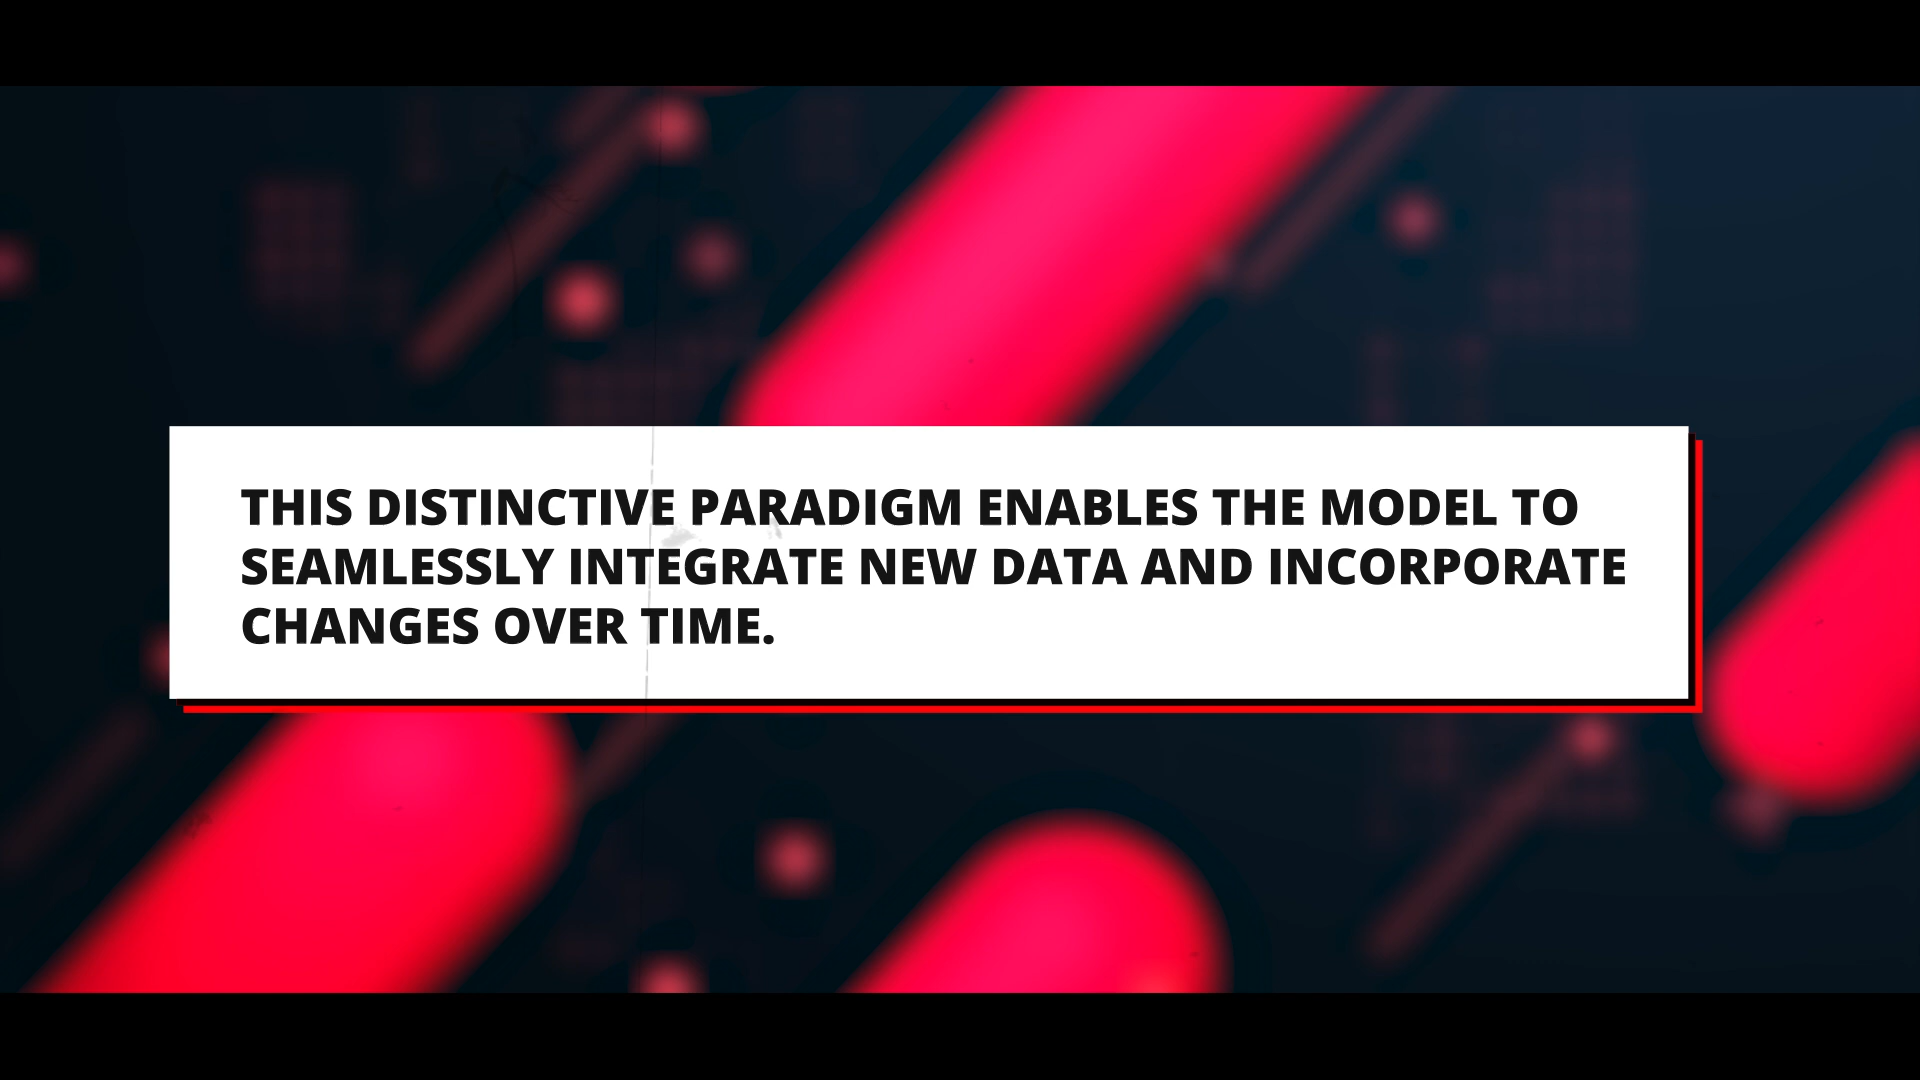 THIS DISTINCTIVE PARADIGM ENABLES THE MODEL TO
SEAMLESSLY INTEGRATE NEW DATA AND INCORPORATE
CHANGES OVER TIME.